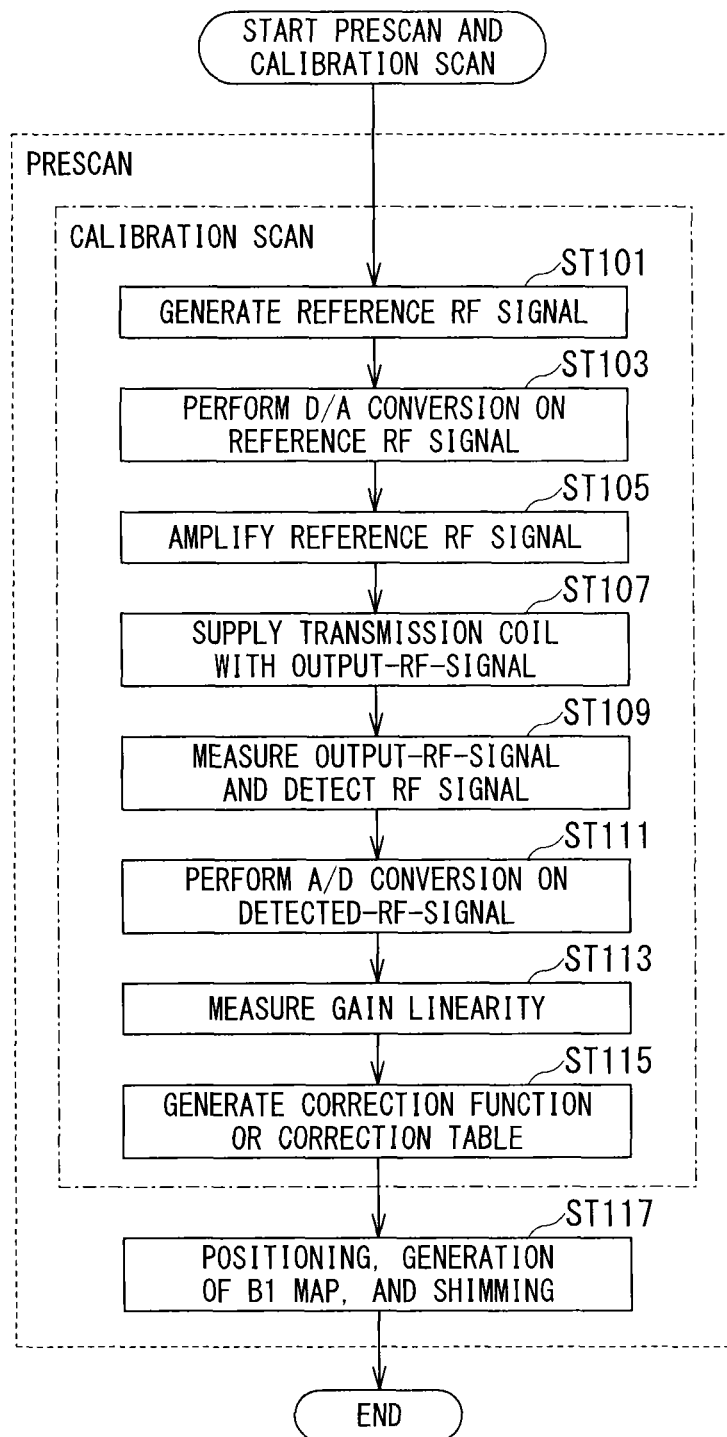 START PRESCAN AND
CALIBRATION SCAN
PRESCAN
CALIBRATION SCAN
ST101
GENERATE REFERENCE RF SIGNAL
ST103
PERFORM D/A CONVERSION ON
REFERENCE RF SIGNAL
ST105
AMPLIFY REFERENCE RF SIGNAL
ST107
SUPPLY TRANSMISSION COIL
WITH OUTPUT-RF-SIGNAL
ST109
MEASURE OUTPUT-RF-SIGNAL
AND DETECT RF SIGNAL
ST111
PERFORM A/D CONVERSION ON
DETECTED-RF-SIGNAL
ST113
MEASURE GAIN LINEARITY
ST115
GENERATE CORRECTION FUNCTION
OR CORRECTION TABLE
ST117
POSITIONING, GENERATION
OF B1 MAP, AND SHIMMING
END